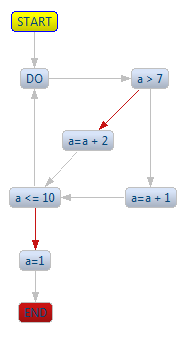 START
DO
a > 7
a=a + 2
a <= 10
a=a + 1
a=1
END